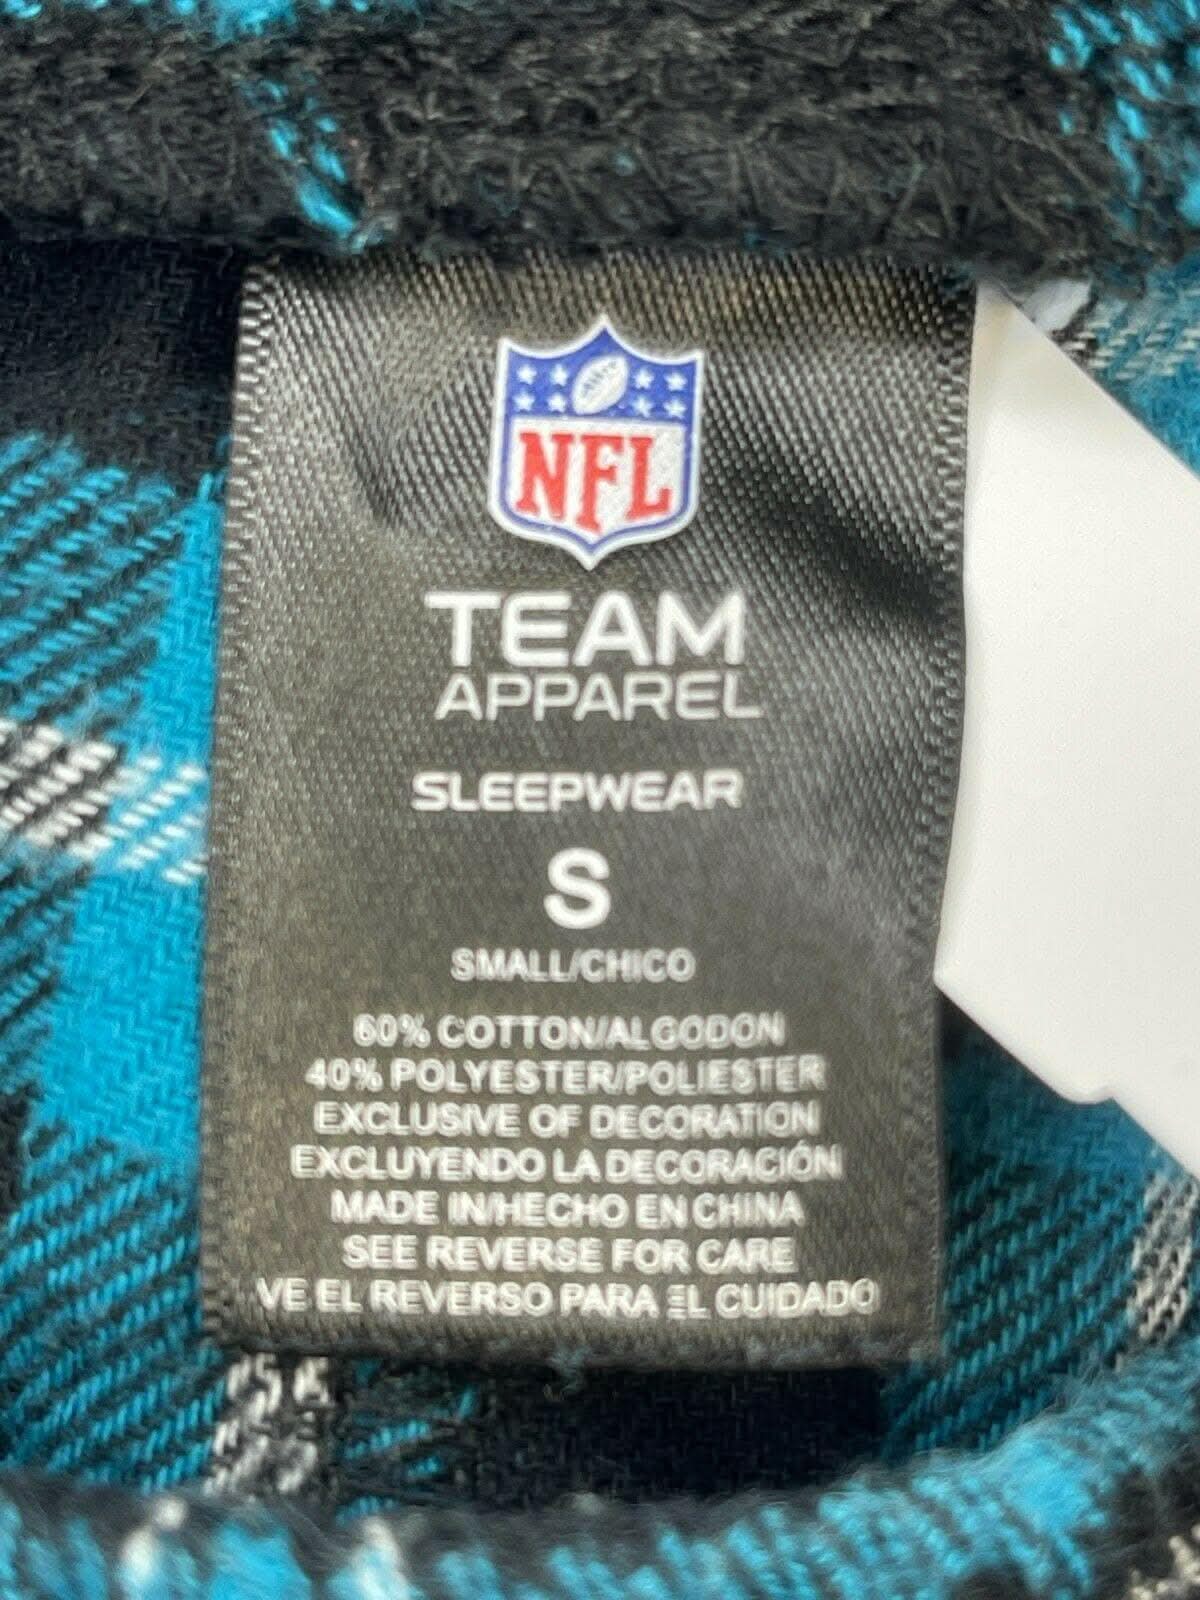 NFL
TEAM
APPAREL
SLEEPWEAR
S
SMALL/CHICO
60% COTTON/ALGODON
40% POLYESTER/POLIESTER
EXCLUSIVE OF DECORATION
EXCLUYENDO LA DECORACIÓN
MADE IN/HECHO EN CHINA
SEE REVERSE FOR CARE
VE EL REVERSO PARA EL CUIDADO